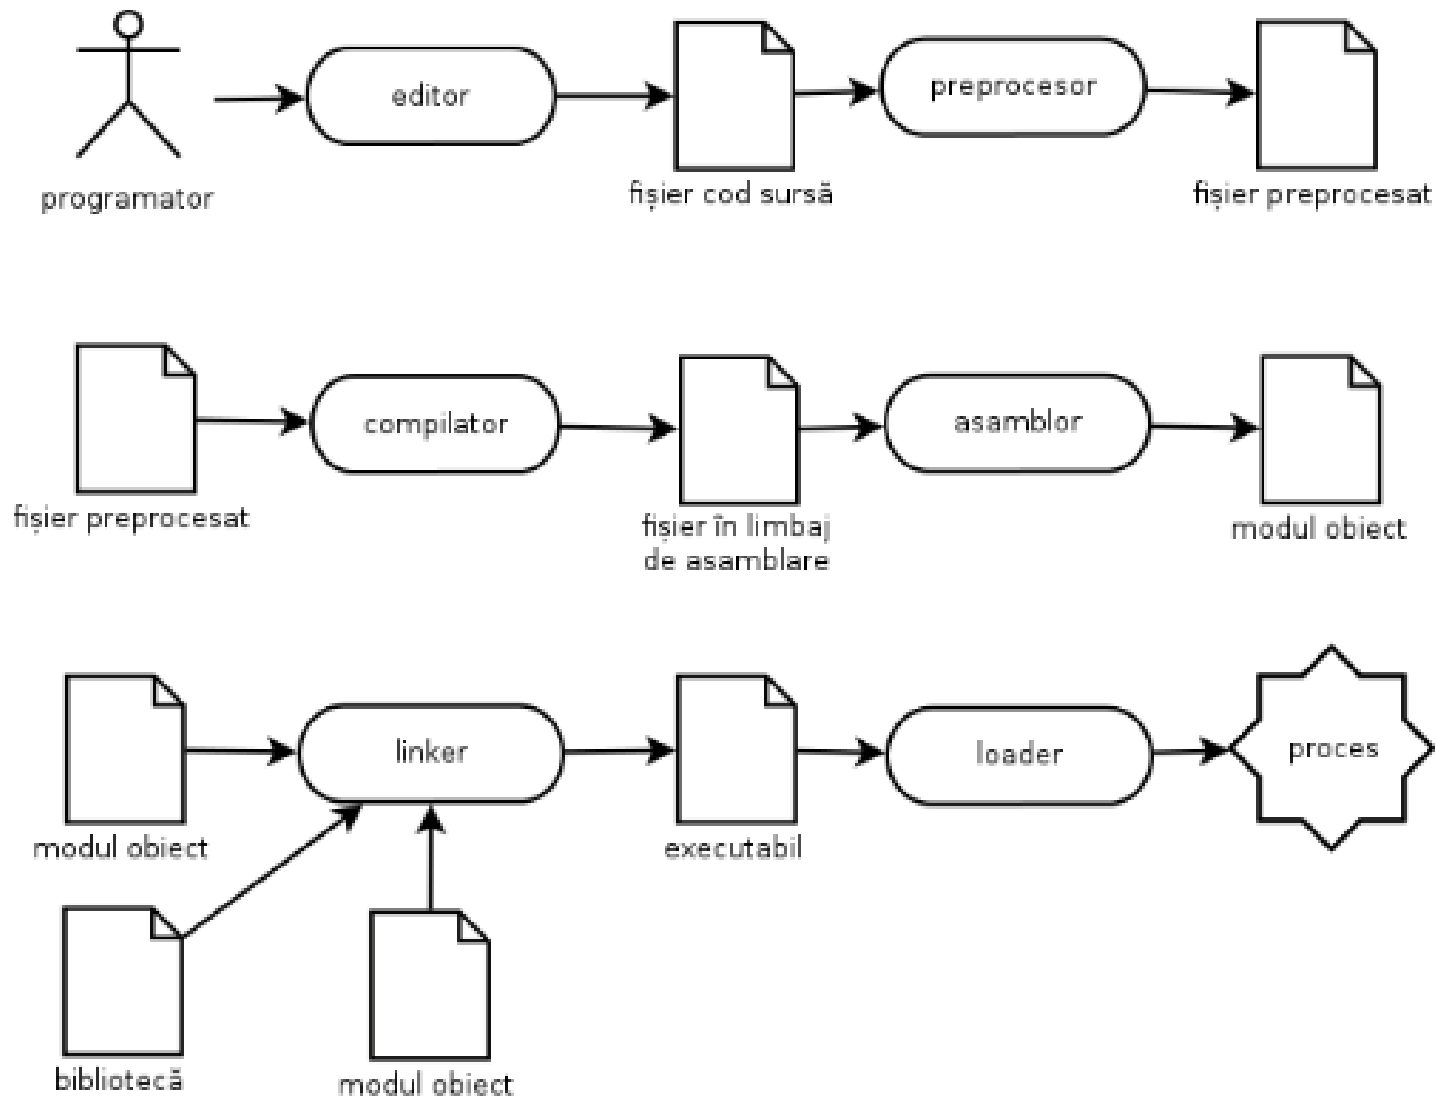 editor
preprocesor
programator
fișier cod sursă
fișier preprocesat
compilator
asamblor
fișier preprocesat
fișier în limbaj
de asamblare
modul obiect
linker
loader
proces
modul obiect
executabil
bibliotecă
modul obiect